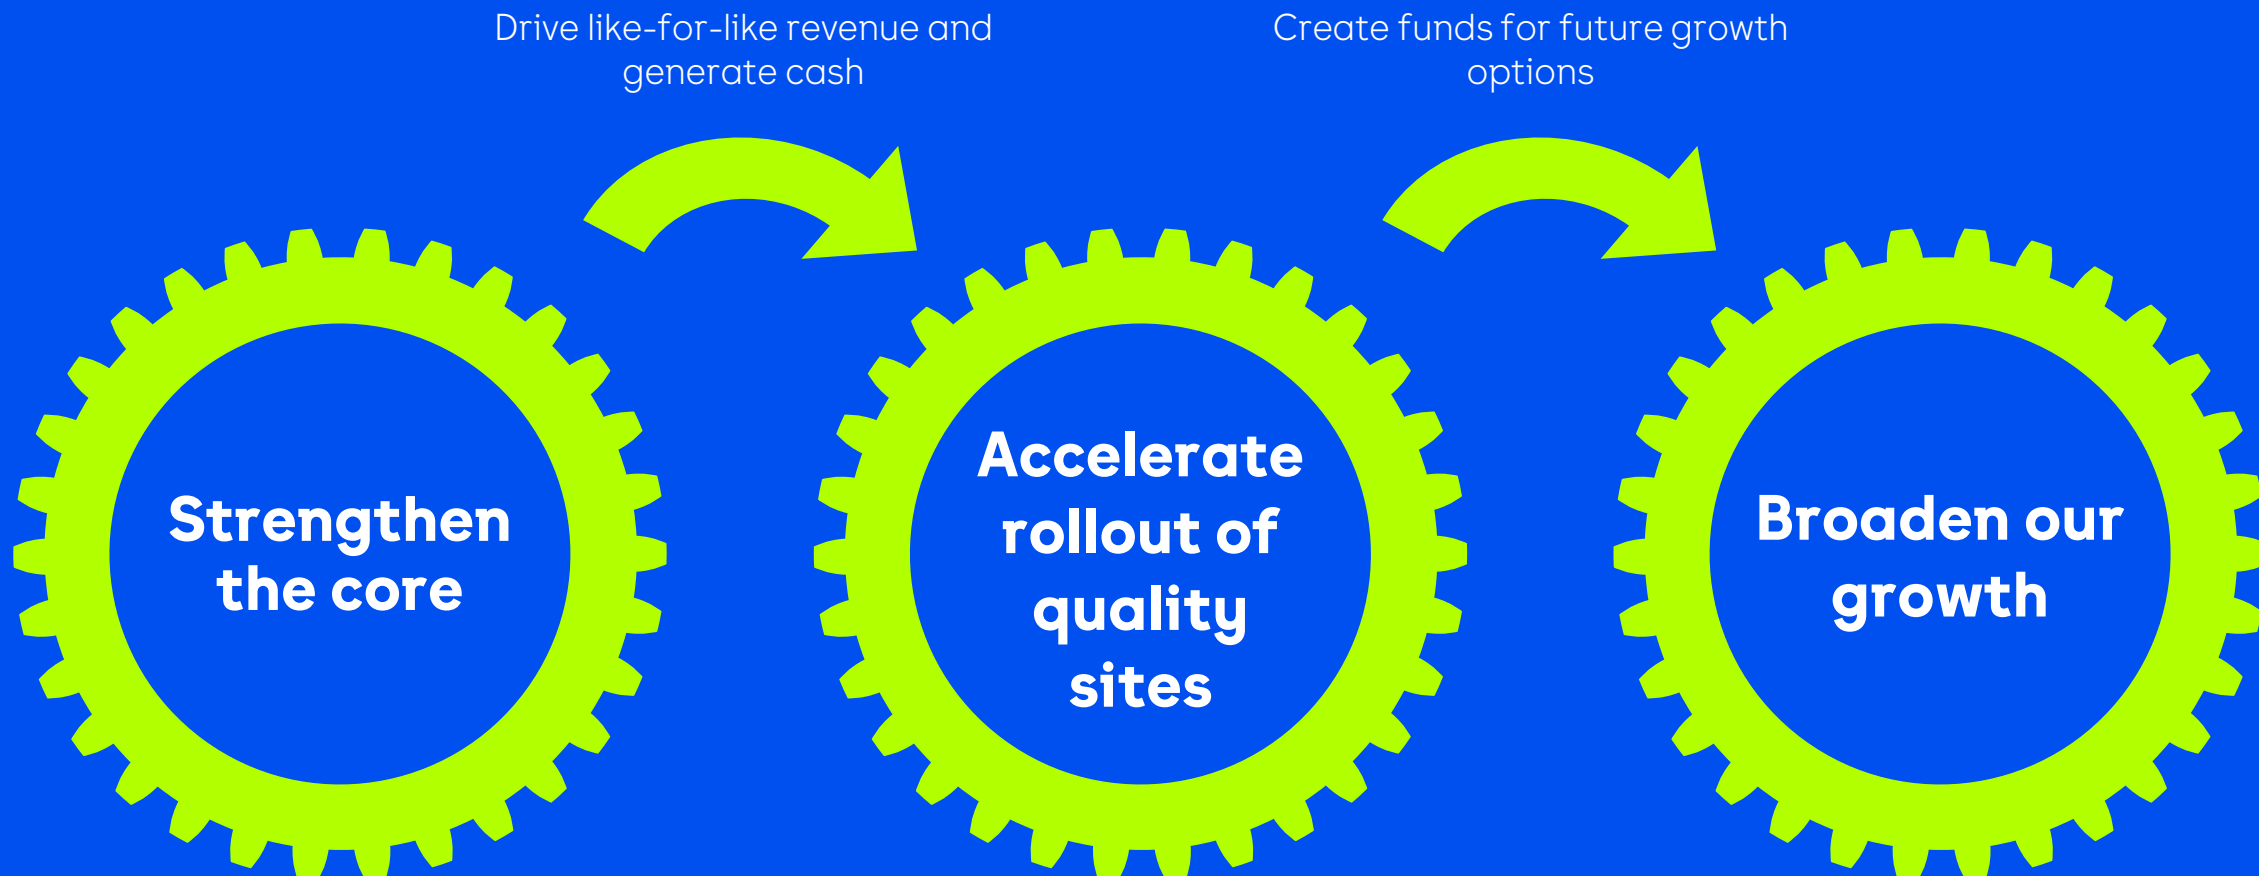 Drive like-for-like revenue and
generate cash
Create funds for future growth
options
Strengthen
the core
Accelerate
rollout of
quality
sites
Broaden our
growth